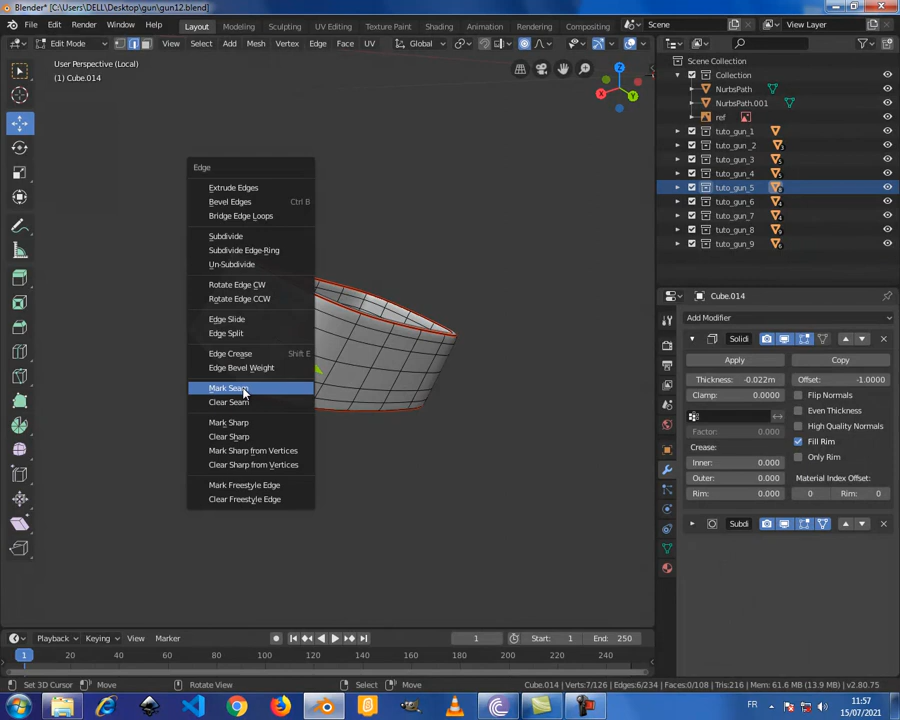 Blender* [C:\Users\DELL\Desktop\gun\gun12.blend]
File Edit Render Window Help Layout Modeling Sculpting UV Editing Texture Paint Shading Animation Rendering Compositing Scene View Layer
Edit Mode View Select Add Mesh Vertex Edge Face UV Global
User Perspective (Local)
(1) Cube.014
Edge
Extrude Edges
Bevel Edges Ctrl B
Bridge Edge Loops
Subdivide
Subdivide Edge-Ring
Un-Subdivide
Rotate Edge CW
Rotate Edge CCW
Edge Slide
Edge Split
Edge Crease Shift E
Edge Bevel Weight
Mark Seam
Clear Seam
Mark Sharp
Clear Sharp
Mark Sharp from Vertices
Clear Sharp from Vertices
Mark Freestyle Edge
Clear Freestyle Edge
Z
X
Y
Scene Collection
Collection
NurbsPath
NurbsPath.001
ref
tuto_gun_1
tuto_gun_2
tuto_gun_3
tuto_gun_4
tuto_gun_5
tuto_gun_6
tuto_gun_7
tuto_gun_8
tuto_gun_9
Cube.014
Add Modifier
Solidi
Apply Copy
Thickness: -0.022m Offset: -1.0000
Clamp: 0.0000 Flip Normals
Even Thickness
Factor: 0.000 High Quality Normals
Crease: Fill Rim
Inner: 0.000 Only Rim
Outer: 0.000 Material Index Offset:
Rim: 0.000 0 Rim: 0
Subdi
Playback Keying View Marker 1 Start: 1 End: 250
1 20 40 60 80 100 120 140 160 180 200 220 240
Set 3D Cursor Move Rotate View Select Move Cube.014 | Verts:7/126 | Edges:6/234 | Faces:0/108 | Tris:216 | Mem: 61.6 MB (13.9 MB) | v2.80.75
FR 11:57
15/07/2021